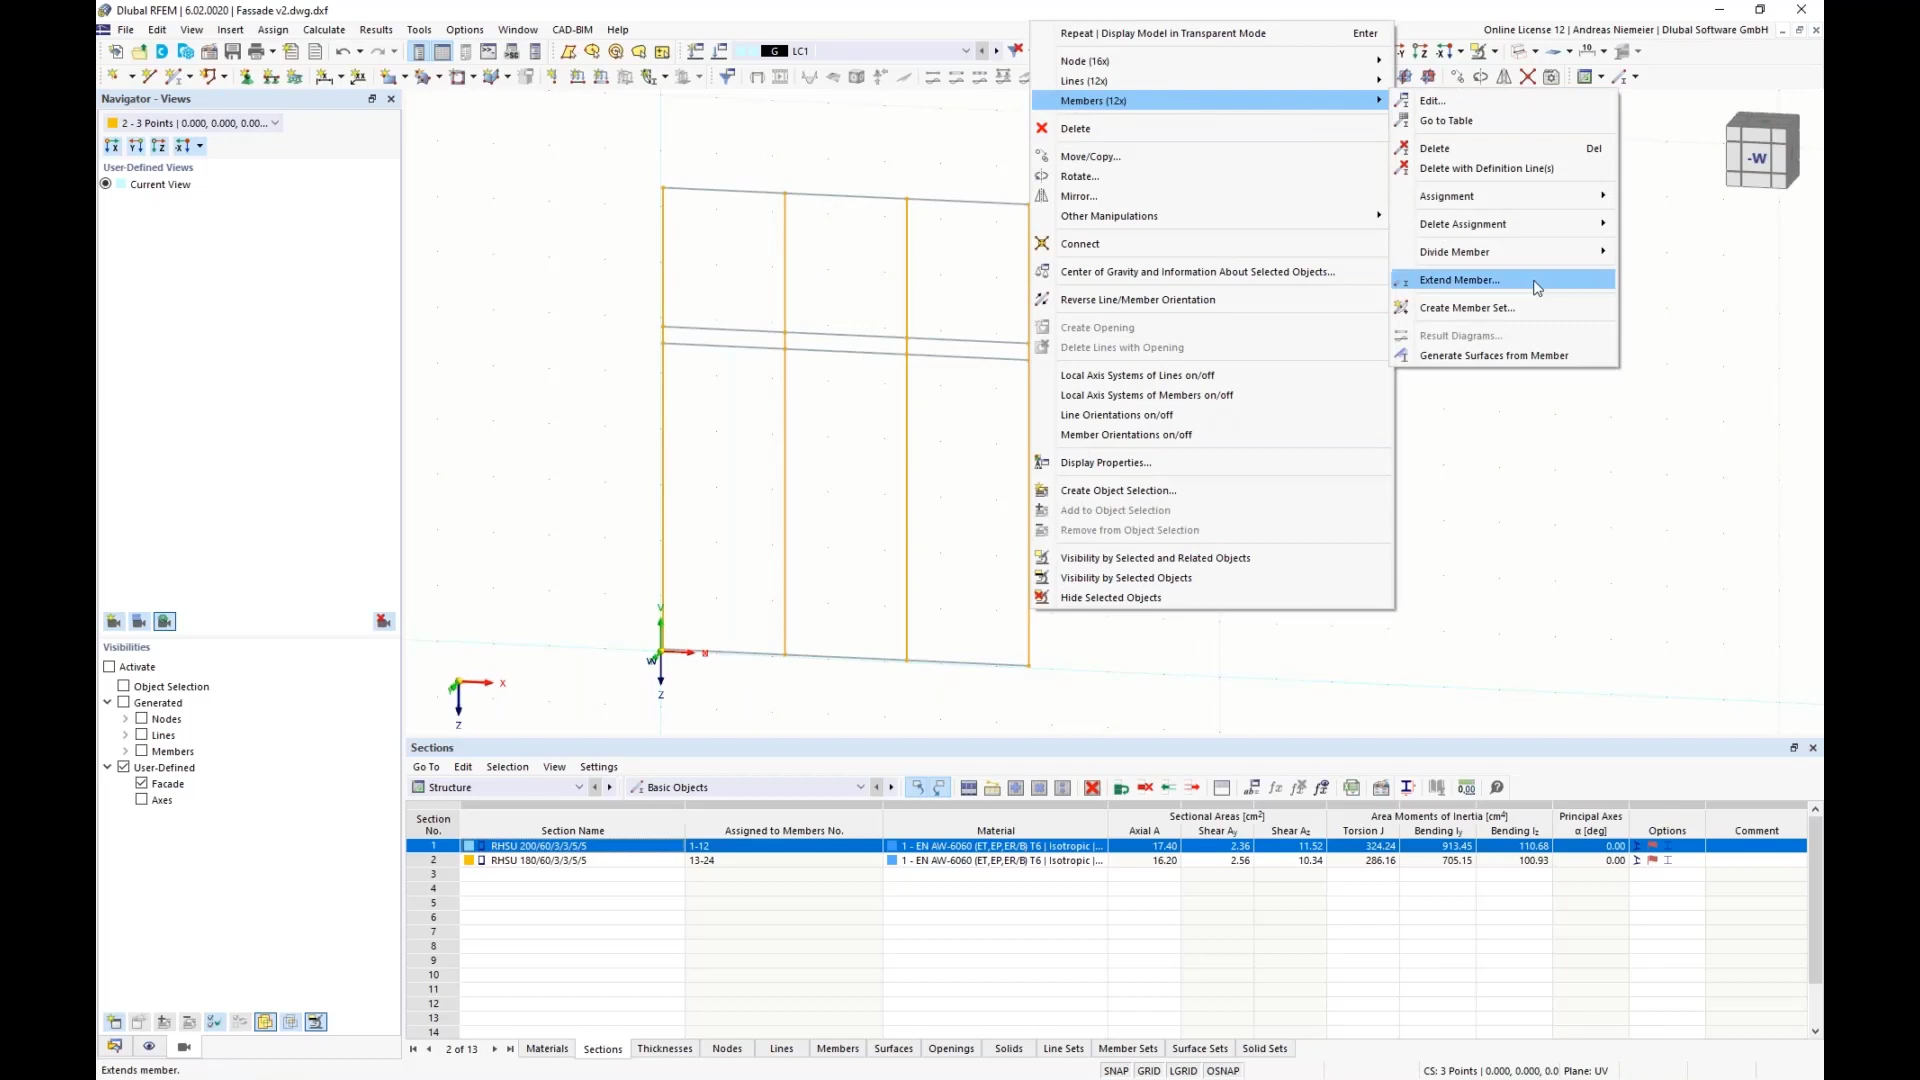 Dlubal RFEM | 6.02.0020 | Fassade v2.dwg.dxf
File Edit View Insert Assign Calculate Results Tools Options Window CAD-BIM Help
Online License 12 | Andreas Niemeier | Dlubal Software GmbH
G LC1
Navigator - Views
2 - 3 Points | 0.000, 0.000, 0.00...
X Y Z X
User-Defined Views
Current View
Visibilities
Activate
Object Selection
Generated
Nodes
Lines
Members
User-Defined
Facade
Axes
Repeat | Display Model in Transparent Mode Enter
Node (16x)
Lines (12x)
Members (12x)
Delete
Move/Copy...
Rotate...
Mirror...
Other Manipulations
Connect
Center of Gravity and Information About Selected Objects...
Reverse Line/Member Orientation
Create Opening
Delete Lines with Opening
Local Axis Systems of Lines on/off
Local Axis Systems of Members on/off
Line Orientations on/off
Member Orientations on/off
Display Properties...
Create Object Selection...
Add to Object Selection
Remove from Object Selection
Visibility by Selected and Related Objects
Visibility by Selected Objects
Hide Selected Objects
Edit...
Go to Table
Delete Del
Delete with Definition Line(s)
Assignment
Delete Assignment
Divide Member
Extend Member...
Create Member Set...
Result Diagrams...
Generate Surfaces from Member
-W
V
W
Z
X
Z
Sections
Go To Edit Selection View Settings
Structure Basic Objects
Sectional Areas [cm²] Area Moments of Inertia [cm⁴] Principal Axes
Section No. Section Name Assigned to Members No. Material Axial A Shear Ay Shear Az Torsion J Bending Iy Bending Iz α [deg] Options Comment
1 RHSU 200/60/3/3/5/5 1-12 1 - EN AW-6060 (ET,EP,ER/B) T6 | Isotropic |... 17.40 2.36 11.52 324.24 913.45 110.68 0.00
2 RHSU 180/60/3/3/5/5 13-24 1 - EN AW-6060 (ET,EP,ER/B) T6 | Isotropic |... 16.20 2.56 10.34 286.16 705.15 100.93 0.00
3
4
5
6
7
8
9
10
11
12
13
14
2 of 13 Materials Sections Thicknesses Nodes Lines Members Surfaces Openings Solids Line Sets Member Sets Surface Sets Solid Sets
Extends member.
SNAP GRID LGRID OSNAP
CS: 3 Points | 0.000, 0.000, 0.0 Plane: UV